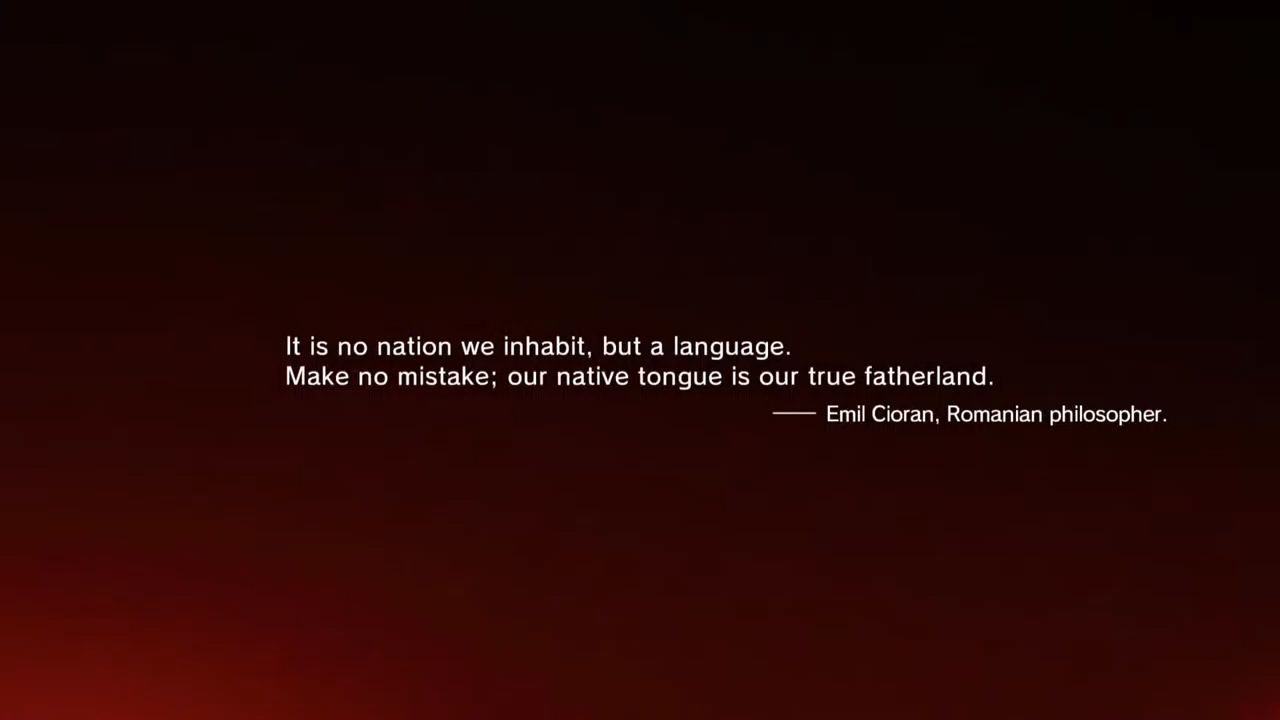 It is no nation we inhabit, but a language.
Make no mistake; our native tongue is our true fatherland.
—— Emil Cioran, Romanian philosopher.